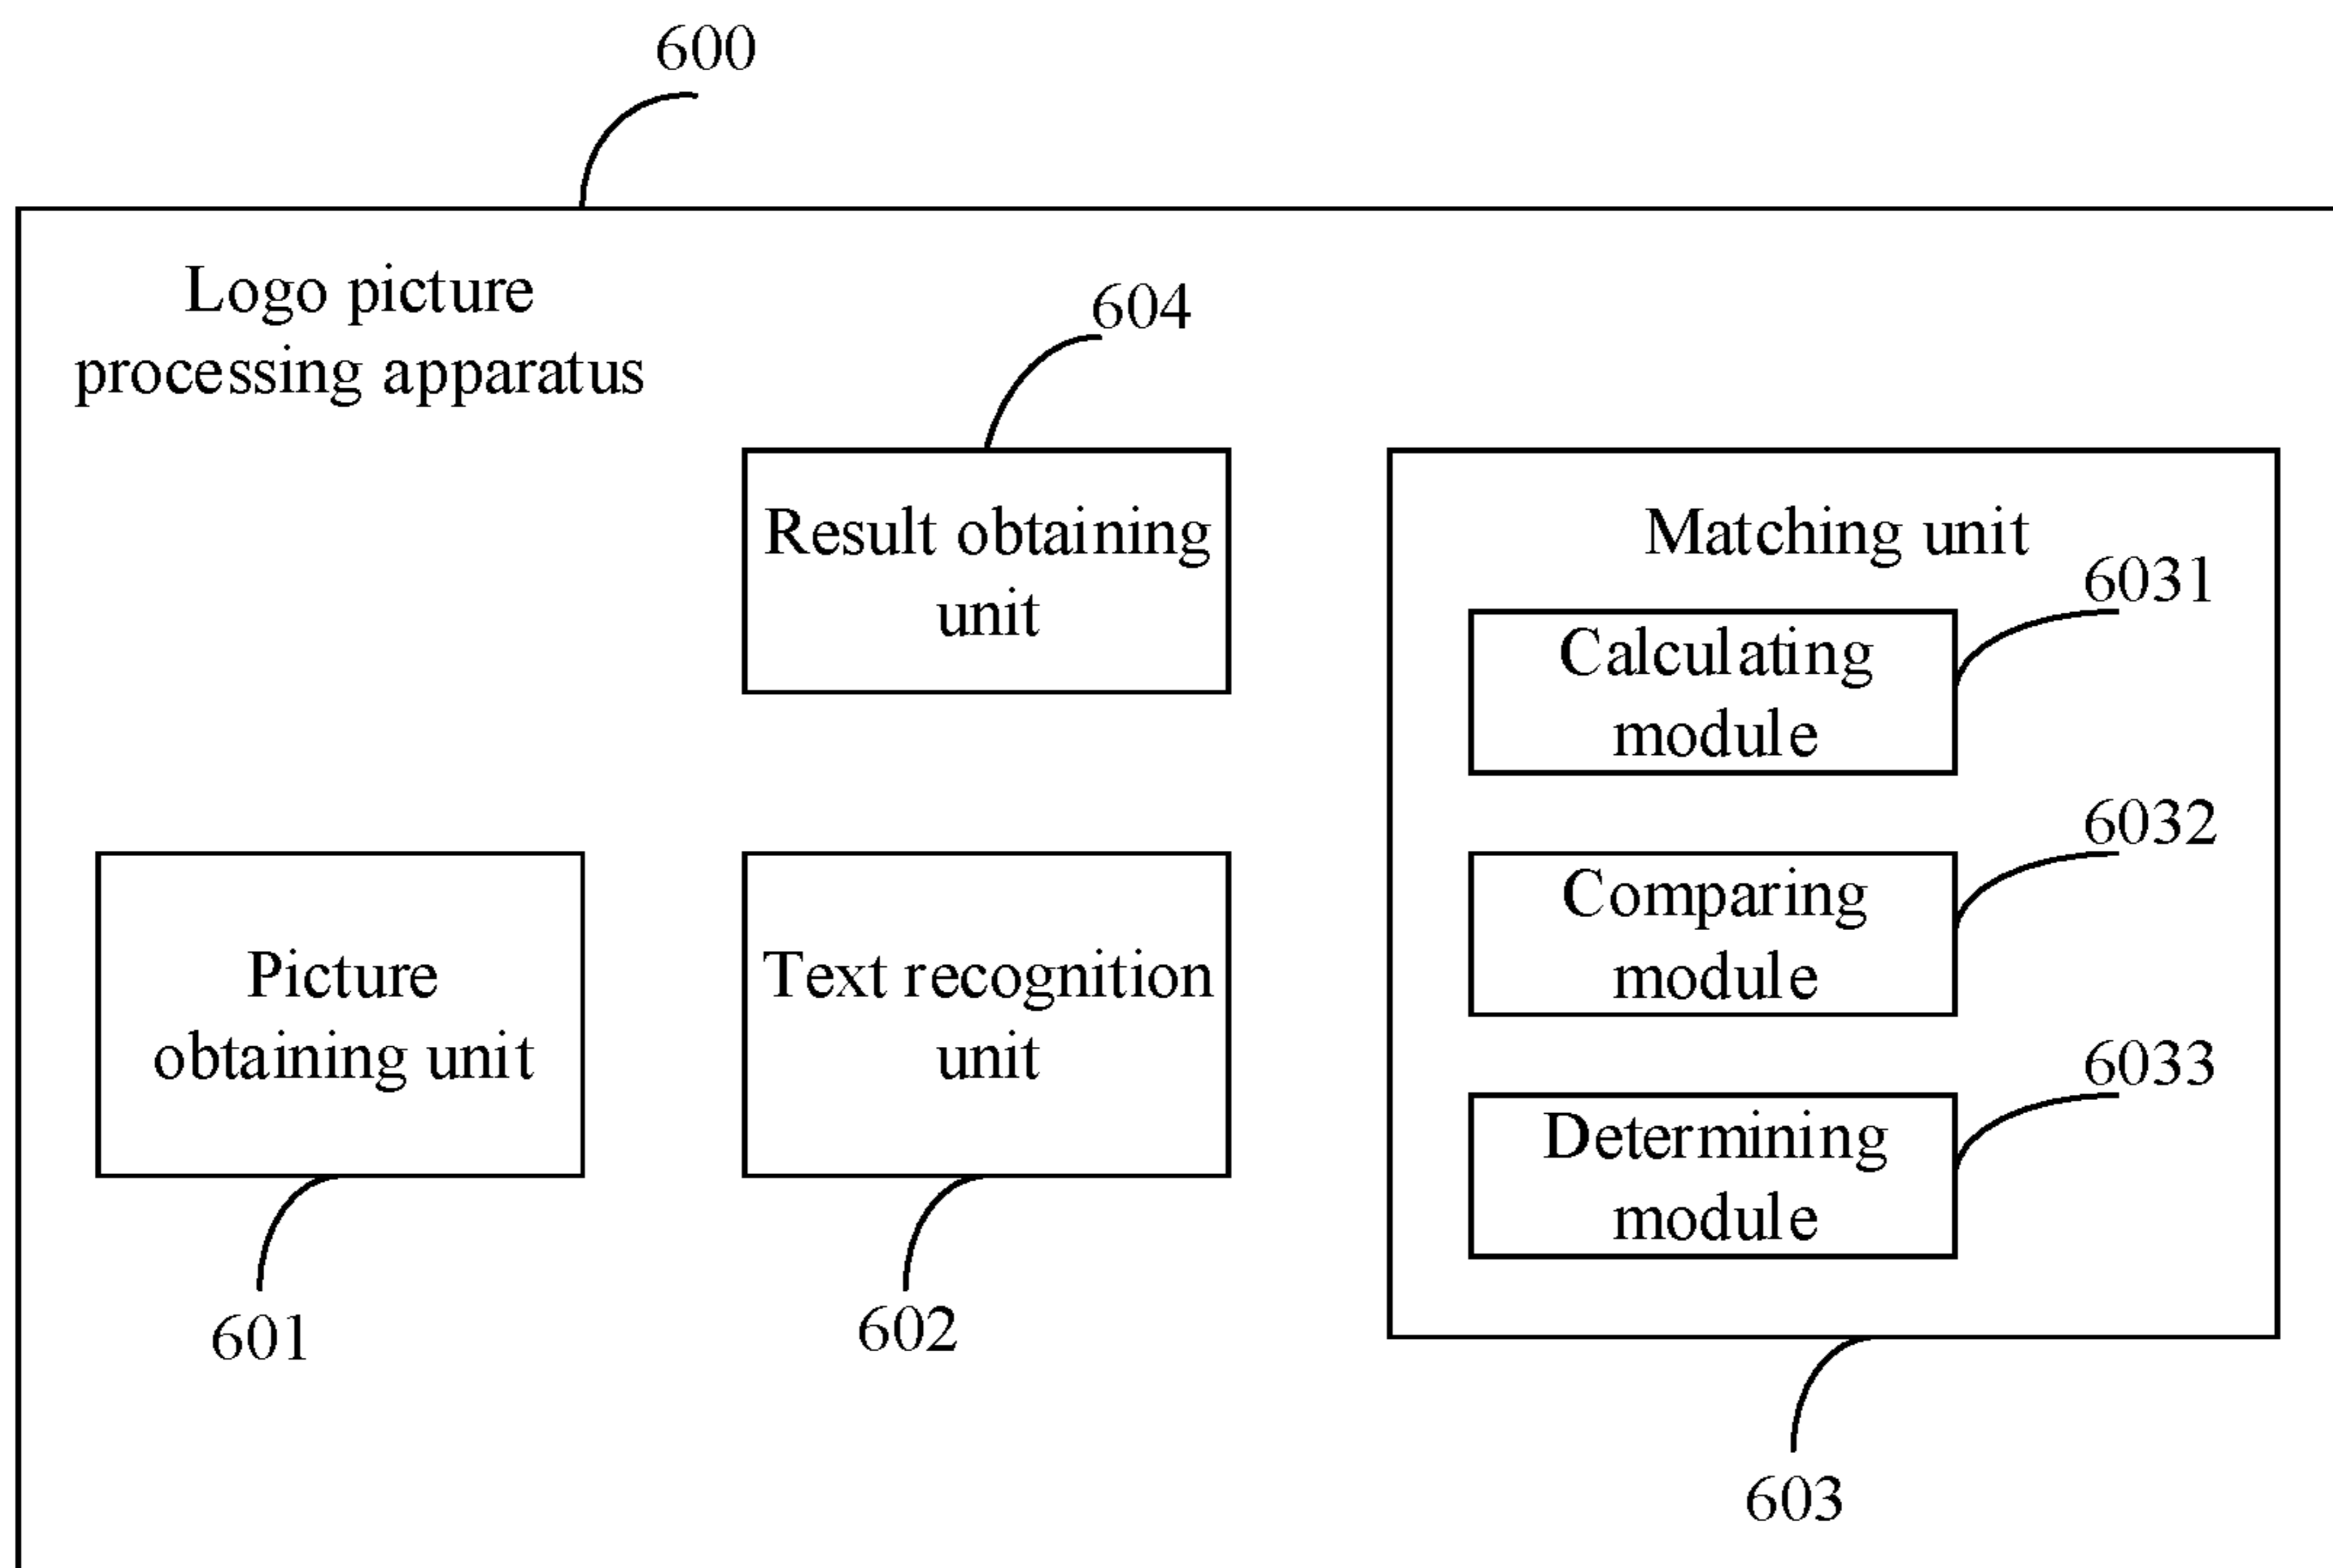 600
Logo picture
processing apparatus
604
Result obtaining
unit
Matching unit
6031
Calculating
module
6032
Comparing
module
6033
Determining
module
Picture
obtaining unit
Text recognition
unit
601
602
603